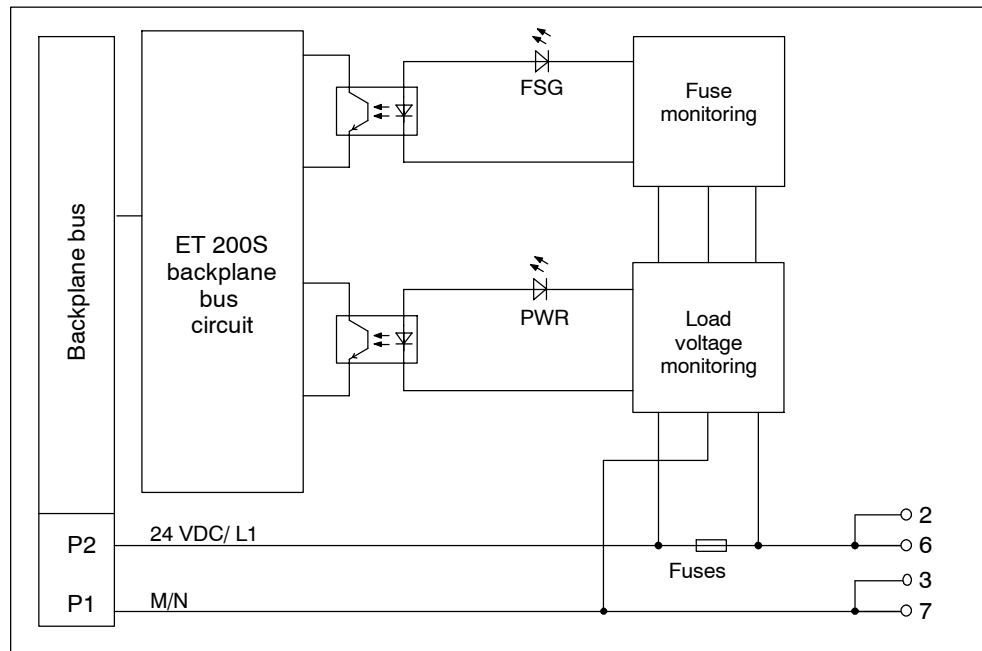 Backplane bus
ET 200S
backplane
bus
circuit
FSG
Fuse
monitoring
PWR
Load
voltage
monitoring
P2
24 VDC/ L1
Fuses
2
6
P1
M/N
3
7